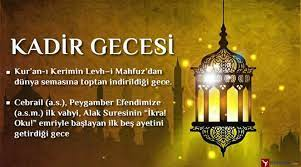 KADİR GECESİ
Kur'an-ı Kerimin Levh–i Mahfuz'dan
dünya semasına toptan indirildiği gece.
Cebrail (a.s.), Peygamber Efendimize
(a.s.m.) ilk vahyi, Alak Suresinin "İkra!
Oku!" emriyle başlayan ilk beş ayetini
getirdiği gece